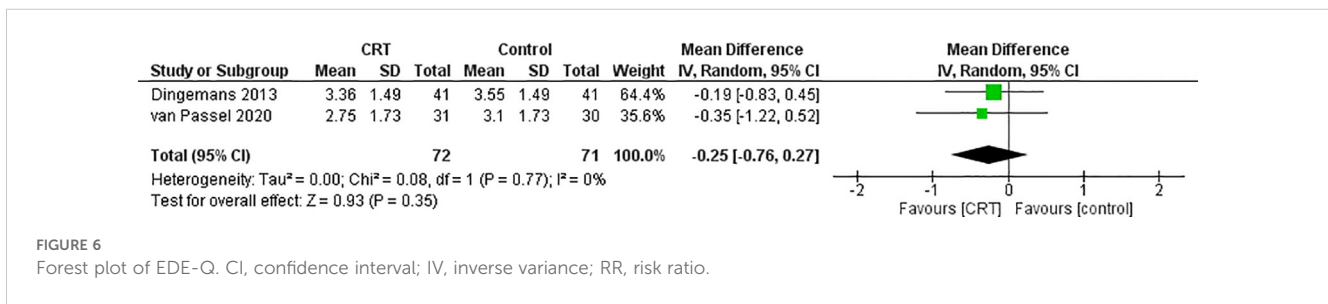 CRT Control Mean Difference Mean Difference
Study or Subgroup Mean SD Total Mean SD Total Weight IV, Random, 95% CI IV, Random, 95% CI
Dingemans 2013 3.36 1.49 41 3.55 1.49 41 64.4% -0.19 [-0.83, 0.45]
van Passel 2020 2.75 1.73 31 3.1 1.73 30 35.6% -0.35 [-1.22, 0.52]
Total (95% CI) 72 71 100.0% -0.25 [-0.76, 0.27]
Heterogeneity: Tau² = 0.00; Chi² = 0.08, df = 1 (P = 0.77); I² = 0%
Test for overall effect: Z = 0.93 (P = 0.35)
-2 -1 0 1 2
Favours [CRT] Favours [control]
FIGURE 6
Forest plot of EDE-Q. CI, confidence interval; IV, inverse variance; RR, risk ratio.